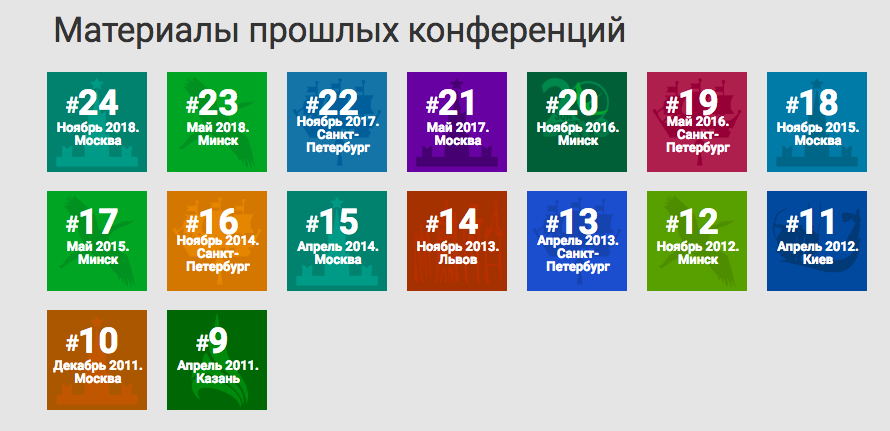 Материалы прошлых конференций
#24
Ноябрь 2018.
Москва
#23
Май 2018.
Минск
#22
Ноябрь 2017.
Санкт-
Петербург
#21
Май 2017.
Москва
#20
Ноябрь 2016.
Минск
#19
Май 2016.
Санкт-
Петербург
#18
Ноябрь 2015.
Москва
#17
Май 2015.
Минск
#16
Ноябрь 2014.
Санкт-
Петербург
#15
Апрель 2014.
Москва
#14
Ноябрь 2013.
Львов
#13
Апрель 2013.
Санкт-
Петербург
#12
Ноябрь 2012.
Минск
#11
Апрель 2012.
Киев
#10
Декабрь 2011.
Москва
#9
Апрель 2011.
Казань